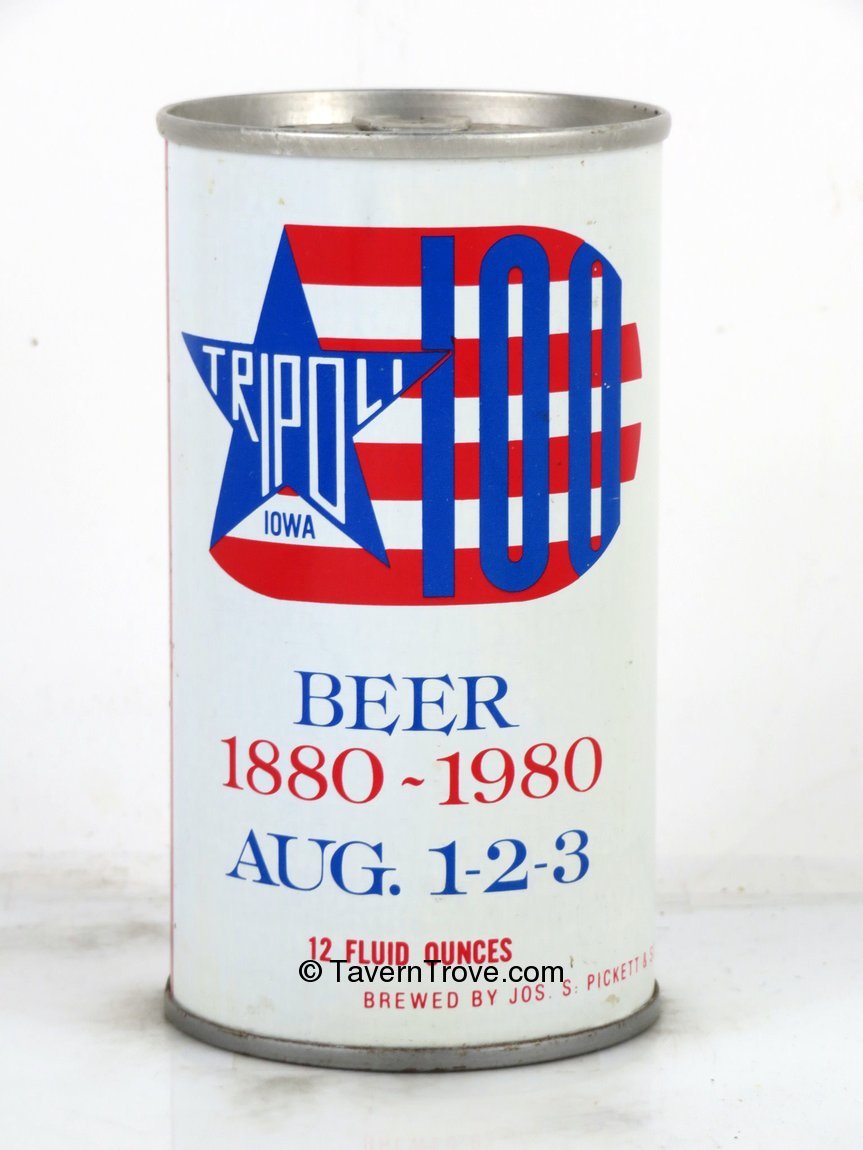 TRIPOLI
IOWA
100
BEER
1880~1980
AUG. 1-2-3
12 FLUID OUNCES
© TavernTrove.com
BREWED BY JOS. S. PICKETT &